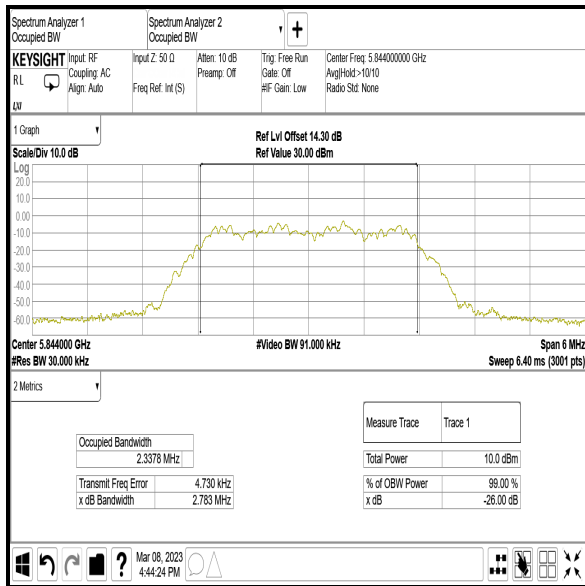 Spectrum Analyzer 1
Occupied BW
Spectrum Analyzer 2
Occupied BW
KEYSIGHT
RL
LXI
Input: RF
Coupling: AC
Align: Auto
Input Z: 50 Ω
Freq Ref: Int (S)
Atten: 10 dB
Preamp: Off
Trig: Free Run
Gate: Off
#IF Gain: Low
Center Freq: 5.844000000 GHz
Avg|Hold:>10/10
Radio Std: None
1 Graph
Scale/Div 10.0 dB
Ref Lvl Offset 14.30 dB
Ref Value 30.00 dBm
Log
20.0
10.0
0.00
-10.0
-20.0
-30.0
-40.0
-50.0
-60.0
Center 5.844000 GHz
#Video BW 91.000 kHz
Span 6 MHz
#Res BW 30.000 kHz
Sweep 6.40 ms (3001 pts)
2 Metrics
Occupied Bandwidth
2.3378 MHz
Transmit Freq Error 4.730 kHz
x dB Bandwidth 2.783 MHz
Measure Trace Trace 1
Total Power 10.0 dBm
% of OBW Power 99.00 %
x dB -26.00 dB
Mar 08, 2023
4:44:24 PM